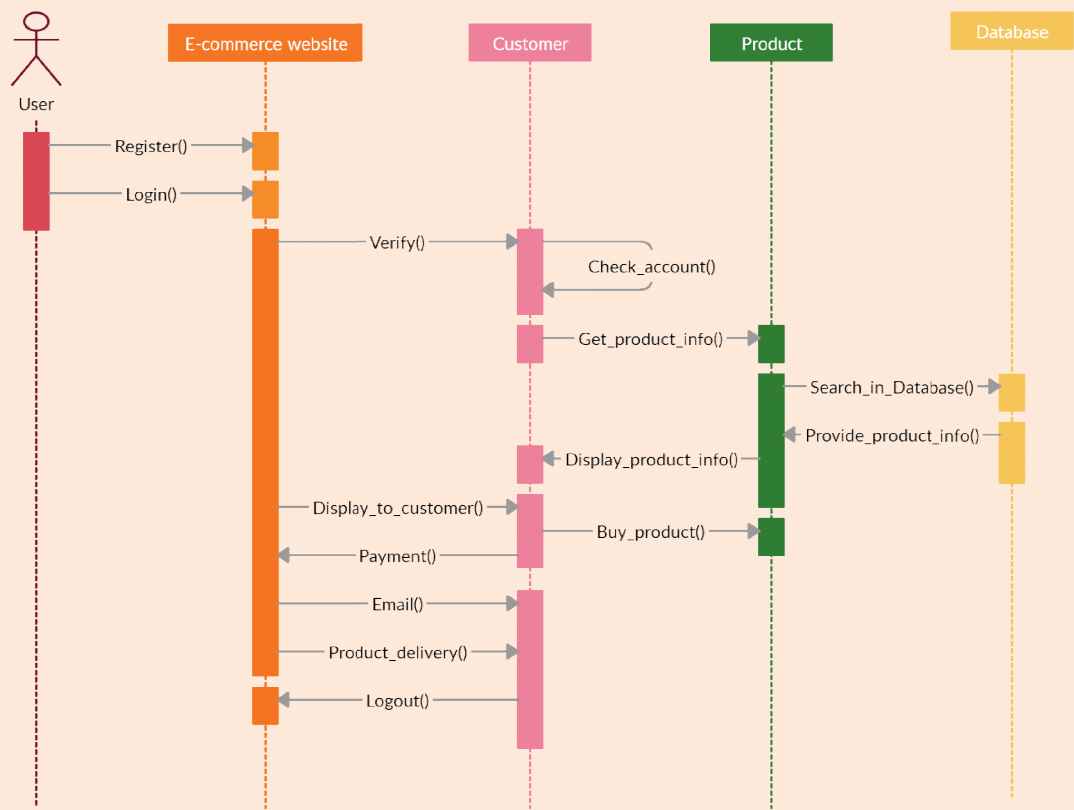 Database
E-commerce website
Customer
Product
User
Register()
Login()
Verify()
Check_account()
Get_product_info()
Search_in_Database()
Provide_product_info()
Display_product_info()
Display_to_customer()
Buy_product()
Payment()
Email()
Product_delivery()
Logout()